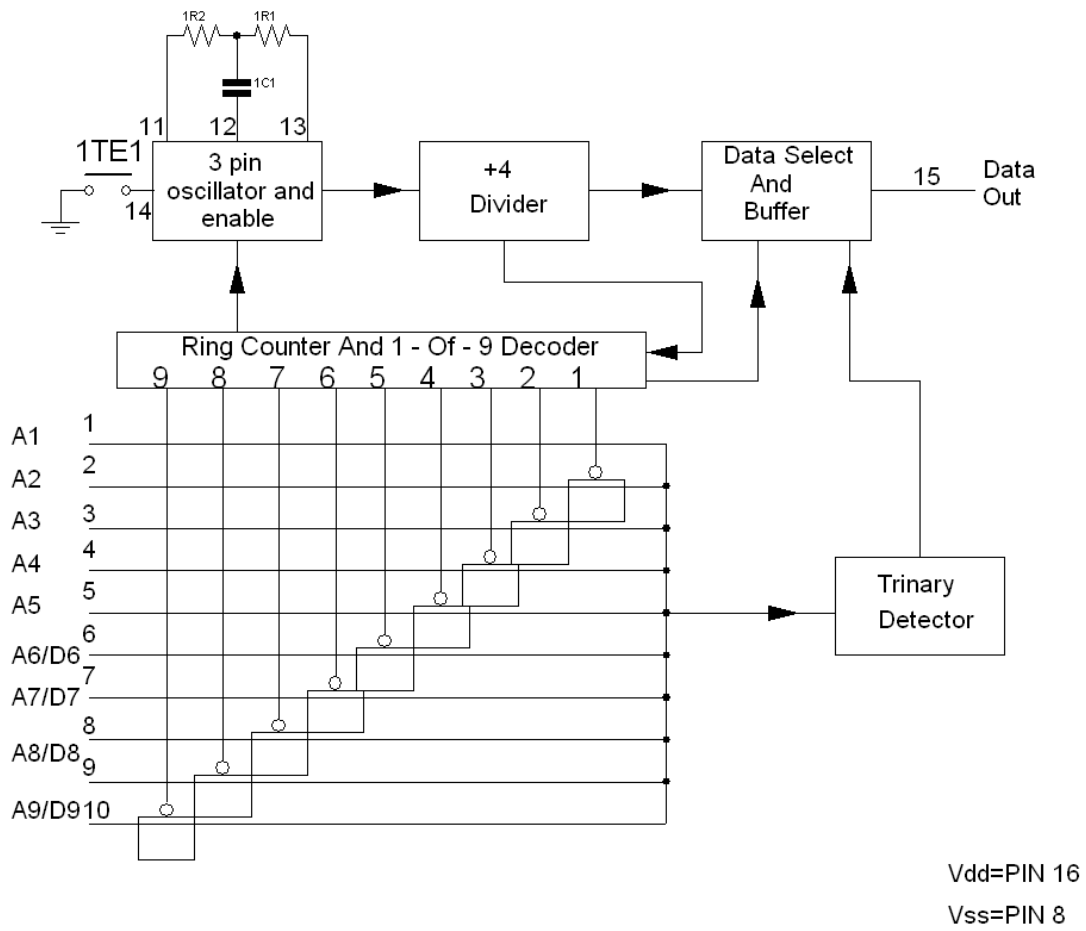 1R2
1R1
1C1
11
12
13
1TE1
14
3 pin
oscillator and
enable
+4
Divider
Data Select
And
Buffer
15
Data
Out
Ring Counter And 1 - Of - 9 Decoder
9 8 7 6 5 4 3 2 1
A1 1
A2 2
A3 3
A4 4
A5 5
A6/D6 6
A7/D7 7
A8/D8 8
9
A9/D9 10
Trinary
Detector
Vdd=PIN 16
Vss=PIN 8